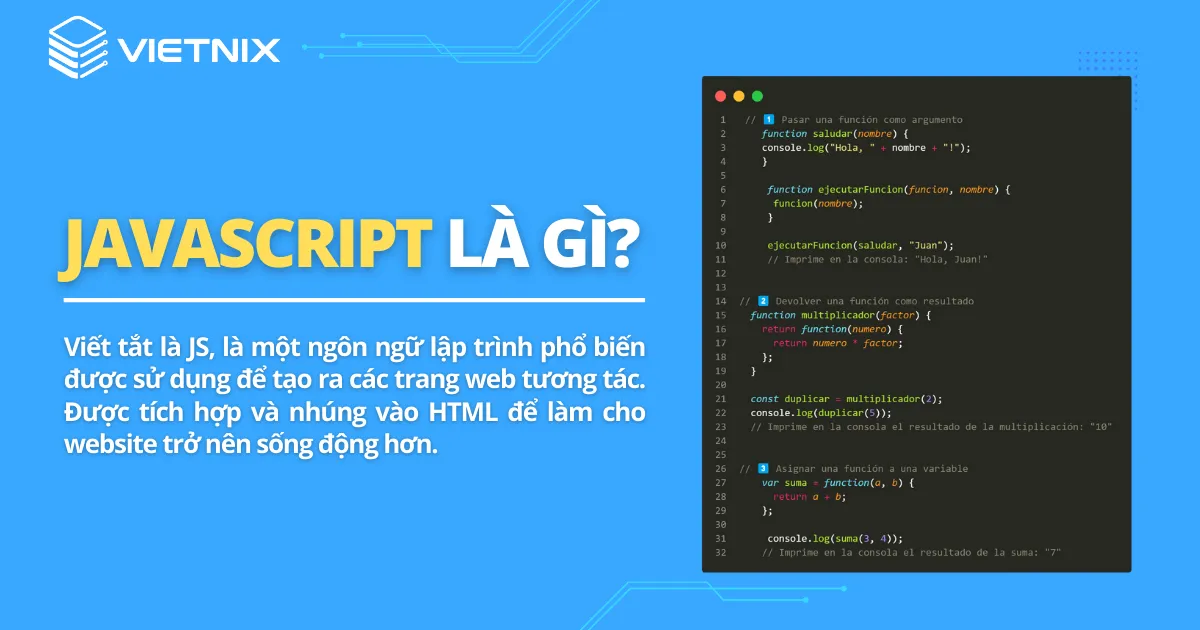 VIETNIX
JAVASCRIPT LÀ GÌ?
Viết tắt là JS, là một ngôn ngữ lập trình phổ biến
được sử dụng để tạo ra các trang web tương tác.
Được tích hợp và nhúng vào HTML để làm cho
website trở nên sống động hơn.
1 // 1️⃣ Pasar una función como argumento
2 function saludar(nombre) {
3 console.log("Hola, " + nombre + "!");
4 }
5
6 function ejecutarFuncion(funcion, nombre) {
7 funcion(nombre);
8 }
9
10 ejecutarFuncion(saludar, "Juan");
11 // Imprime en la consola: "Hola, Juan!"
12
13
14 // 2️⃣ Devolver una función como resultado
15 function multiplicador(factor) {
16 return function(numero) {
17 return numero * factor;
18 };
19 }
20
21 const duplicar = multiplicador(2);
22 console.log(duplicar(5));
23 // Imprime en la consola el resultado de la multiplicación: "10"
24
25
26 // 3️⃣ Asignar una función a una variable
27 var suma = function(a, b) {
28 return a + b;
29 };
30
31 console.log(suma(3, 4));
32 // Imprime en la consola el resultado de la suma: "7"